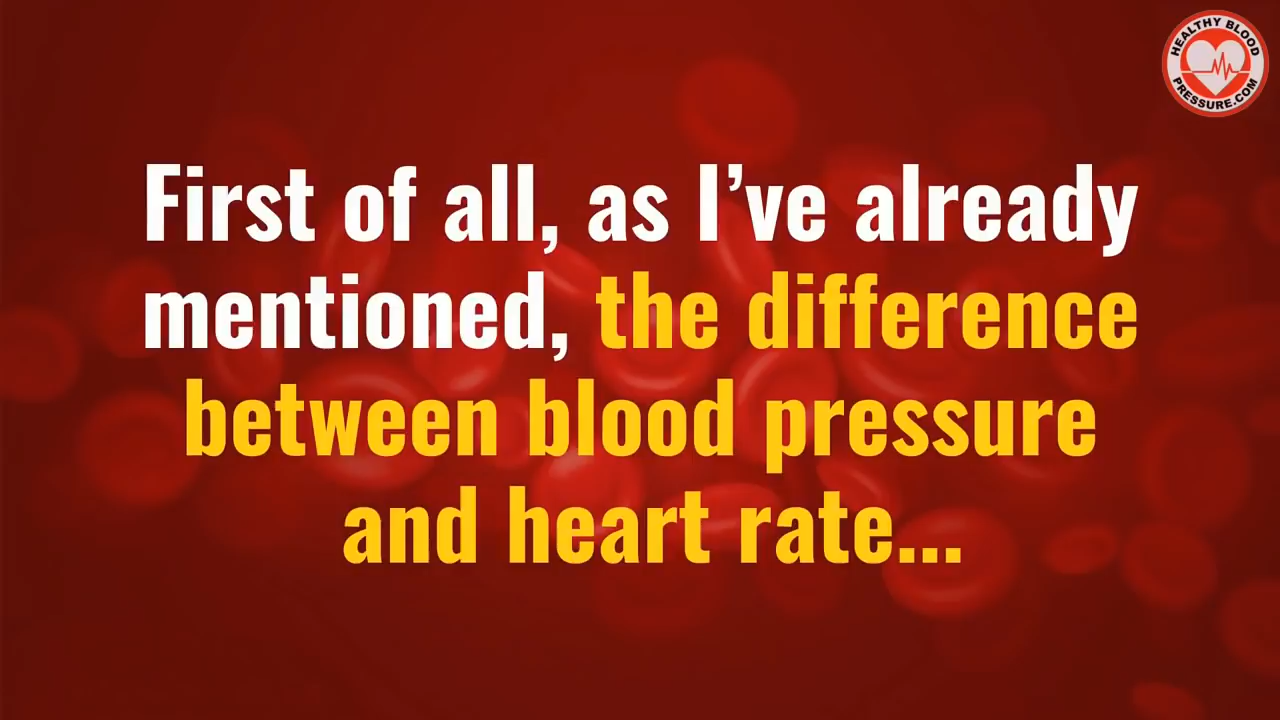 HEALTHY BLOOD
PRESSURE.COM
First of all, as I’ve already
mentioned, the difference
between blood pressure
and heart rate...